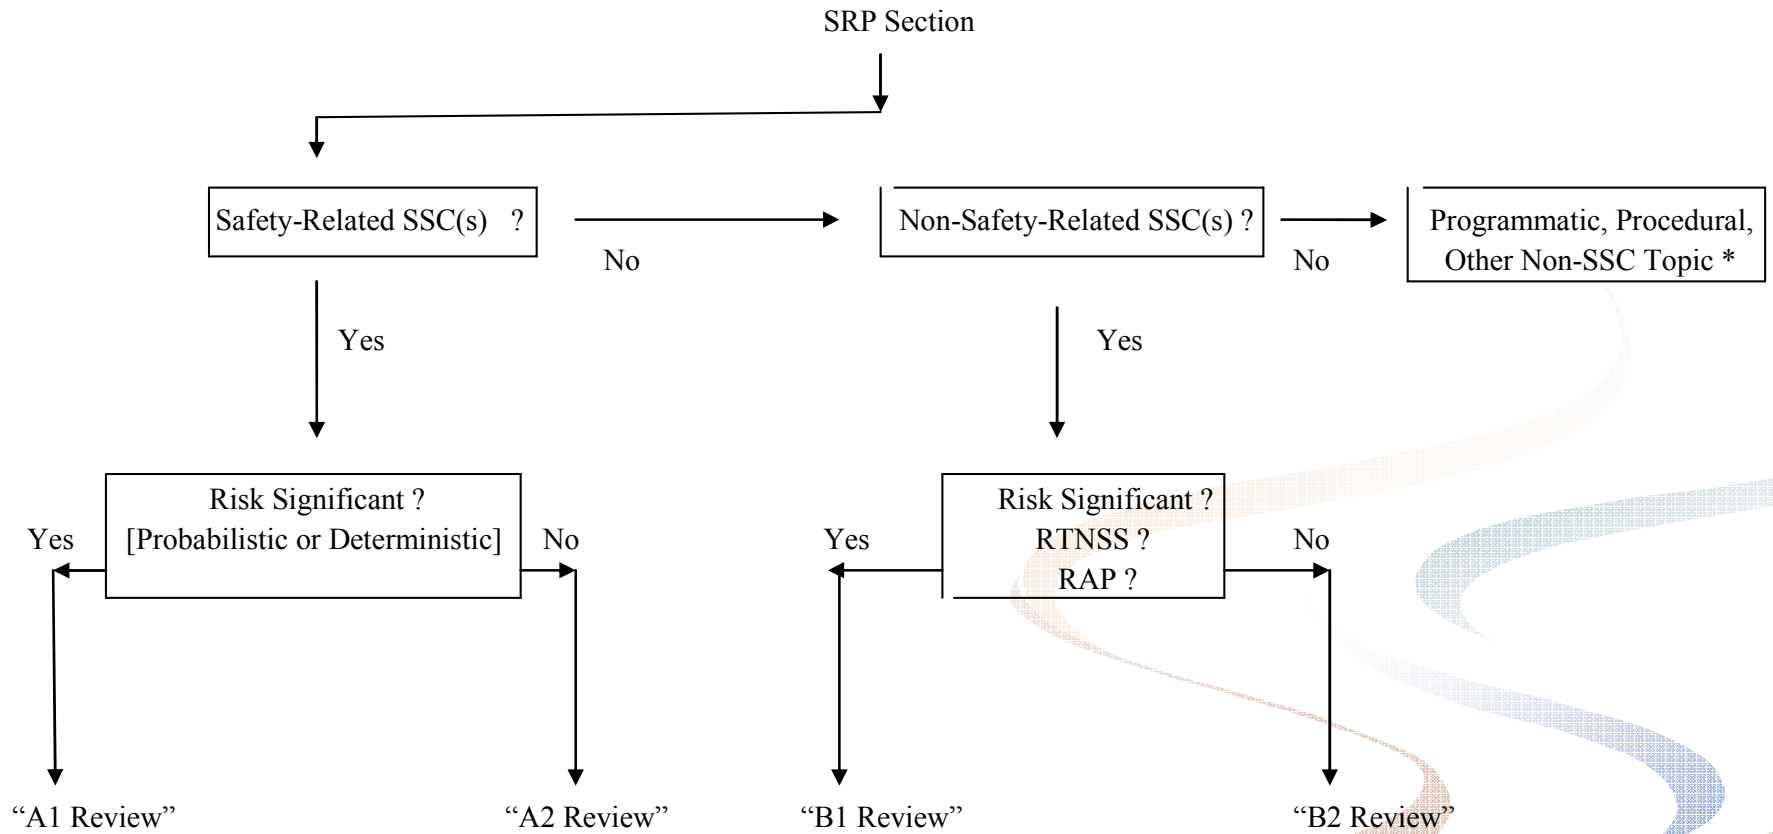 SRP Section
Safety-Related SSC(s) ?
No
Non-Safety-Related SSC(s) ?
No
Programmatic, Procedural,
Other Non-SSC Topic *
Yes
Yes
Yes
Risk Significant ?
[Probabilistic or Deterministic]
No
Yes
Risk Significant ?
RTNSS ?
RAP ?
No
“A1 Review”
“A2 Review”
“B1 Review”
“B2 Review”